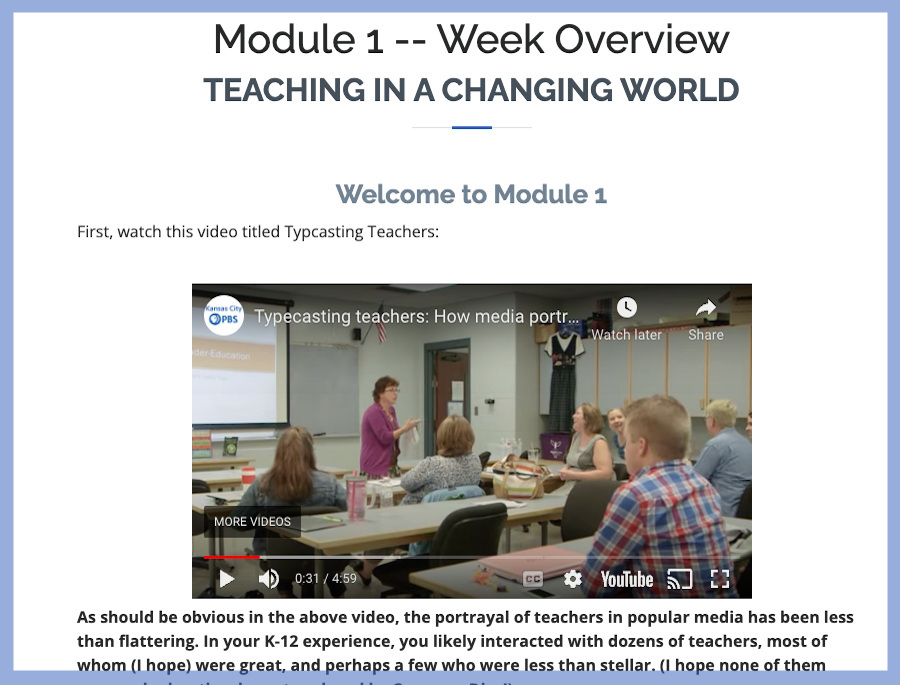 Module 1 -- Week Overview
TEACHING IN A CHANGING WORLD
Welcome to Module 1
First, watch this video titled Typcasting Teachers:
Kansas City
PBS
Typecasting teachers: How media portr...
Watch later
Share
der-Education
MORE VIDEOS
0:31 / 4:59
CC
YouTube
As should be obvious in the above video, the portrayal of teachers in popular media has been less
than flattering. In your K-12 experience, you likely interacted with dozens of teachers, most of
whom (I hope) were great, and perhaps a few who were less than stellar. (I hope none of them